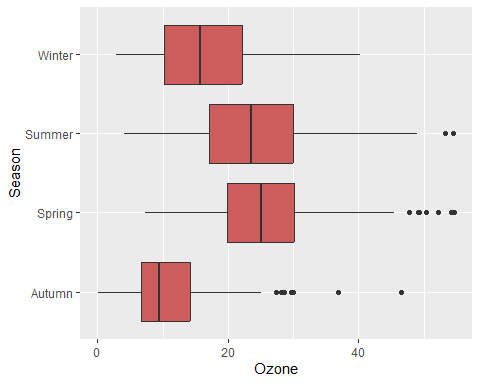 Winter
Summer
Spring
Autumn
Season
0
20
40
Ozone